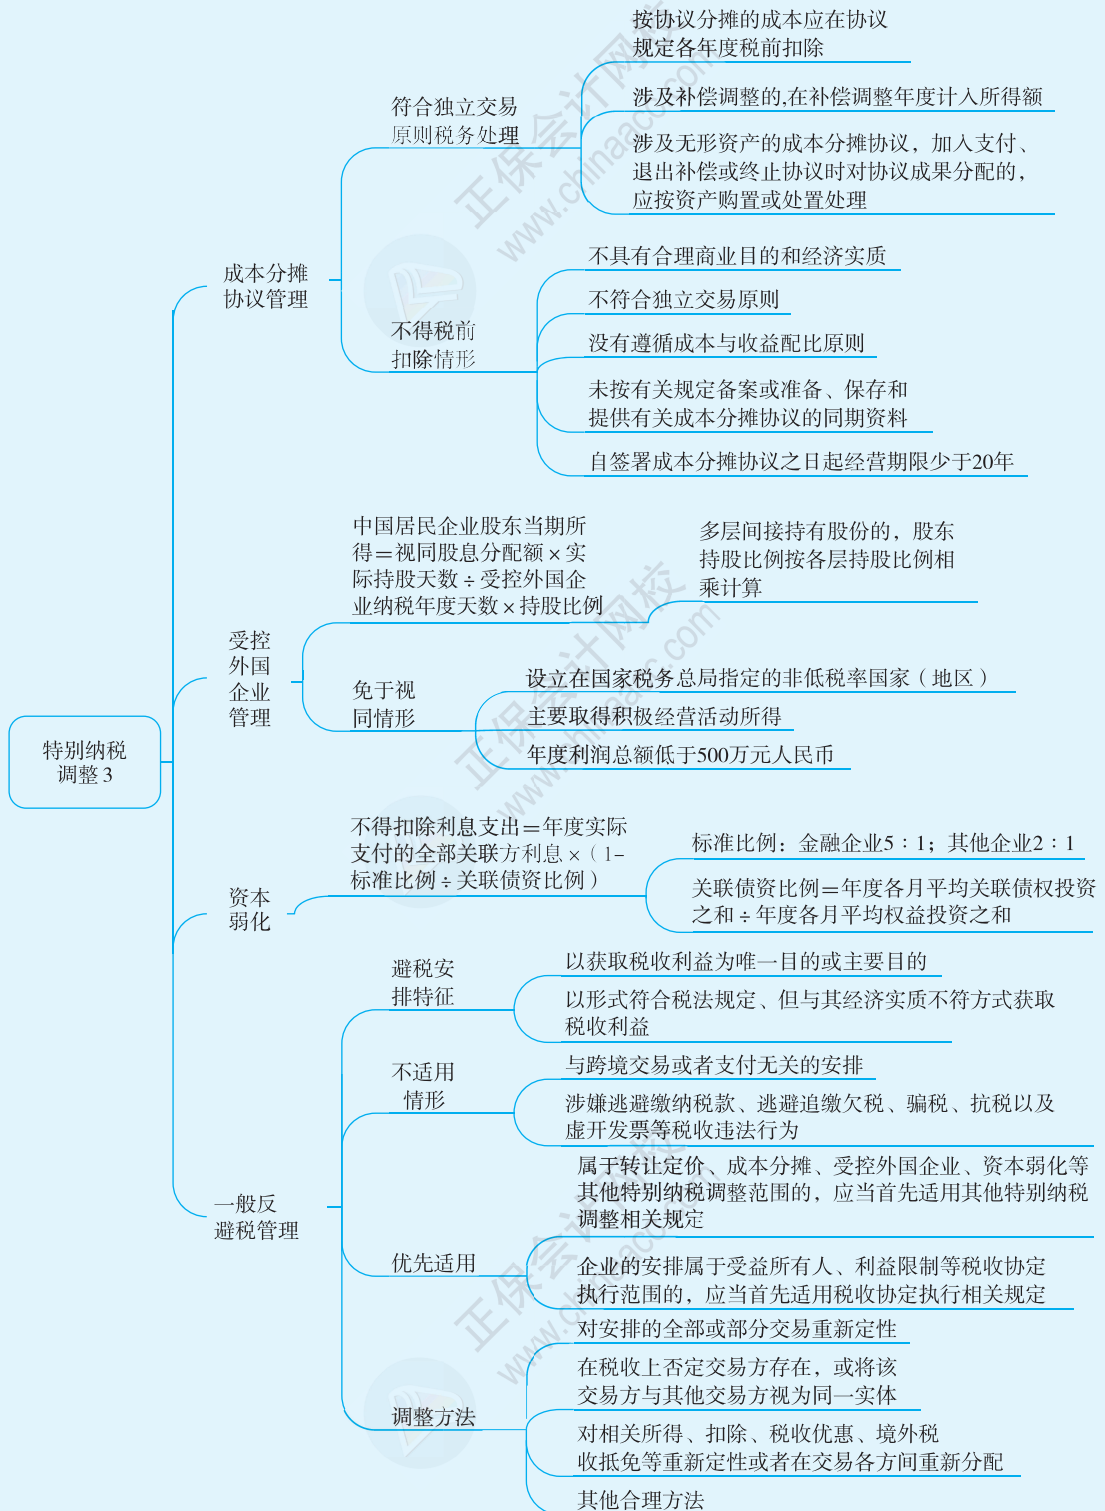 特别纳税
调整 3
成本分摊
协议管理
符合独立交易
原则税务处理
按协议分摊的成本应在协议
规定各年度税前扣除
涉及补偿调整的,在补偿调整年度计入所得额
涉及无形资产的成本分摊协议，加入支付、
退出补偿或终止协议时对协议成果分配的，
应按资产购置或处置处理
不得税前
扣除情形
不具有合理商业目的和经济实质
不符合独立交易原则
没有遵循成本与收益配比原则
未按有关规定备案或准备、保存和
提供有关成本分摊协议的同期资料
自签署成本分摊协议之日起经营期限少于20年
受控
外国
企业
管理
中国居民企业股东当期所
得＝视同股息分配额×实
际持股天数÷受控外国企
业纳税年度天数×持股比例
多层间接持有股份的，股东
持股比例按各层持股比例相
乘计算
免于视
同情形
设立在国家税务总局指定的非低税率国家（地区）
主要取得积极经营活动所得
年度利润总额低于500万元人民币
资本
弱化
不得扣除利息支出＝年度实际
支付的全部关联方利息×（1-
标准比例÷关联债资比例）
标准比例：金融企业5∶1；其他企业2∶1
关联债资比例＝年度各月平均关联债权投资
之和÷年度各月平均权益投资之和
一般反
避税管理
避税安
排特征
以获取税收利益为唯一目的或主要目的
以形式符合税法规定、但与其经济实质不符方式获取
税收利益
不适用
情形
与跨境交易或者支付无关的安排
涉嫌逃避缴纳税款、逃避追缴欠税、骗税、抗税以及
虚开发票等税收违法行为
优先适用
属于转让定价、成本分摊、受控外国企业、资本弱化等
其他特别纳税调整范围的，应当首先适用其他特别纳税
调整相关规定
企业的安排属于受益所有人、利益限制等税收协定
执行范围的，应当首先适用税收协定执行相关规定
调整方法
对安排的全部或部分交易重新定性
在税收上否定交易方存在，或将该
交易方与其他交易方视为同一实体
对相关所得、扣除、税收优惠、境外税
收抵免等重新定性或者在交易各方间重新分配
其他合理方法
正保会计网校
www.chinaacc.com
正保会计网校
www.chinaacc.com
正保会计网校
www.chinaacc.com